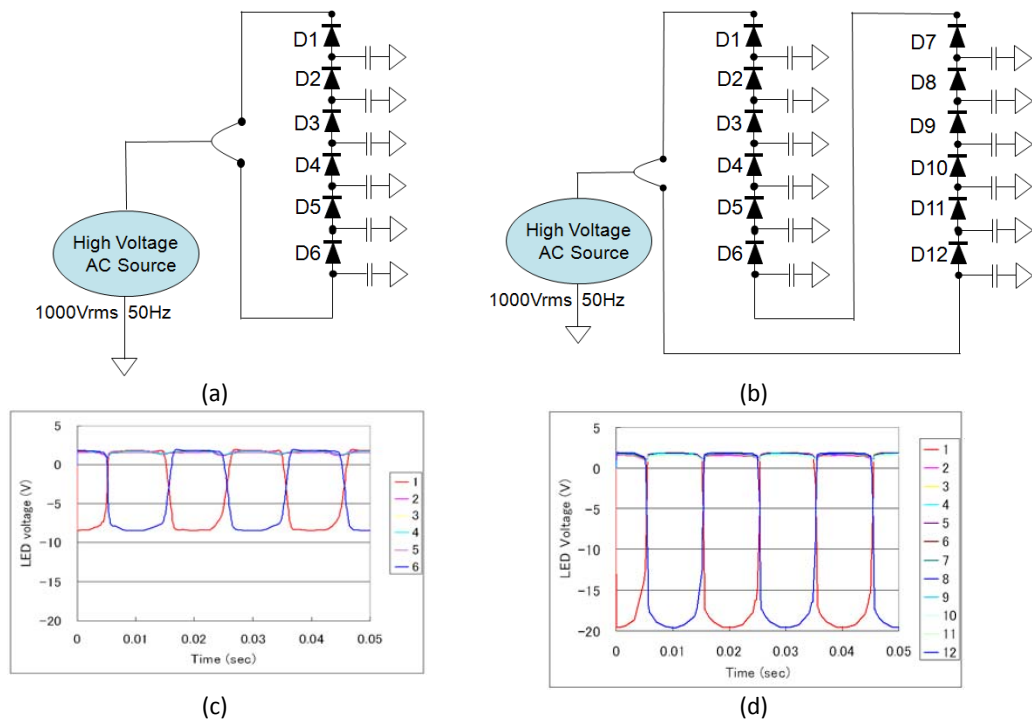 D1
D2
D3
D4
D5
D6
High Voltage
AC Source
1000Vrms 50Hz
(a)
D1
D2
D3
D4
D5
D6
D7
D8
D9
D10
D11
D12
High Voltage
AC Source
1000Vrms 50Hz
(b)
LED voltage (V)
5
0
−5
−10
−15
−20
0 0.01 0.02 0.03 0.04 0.05
Time (sec)
1
2
3
4
5
6
(c)
LED Voltage (V)
5
0
−5
−10
−15
−20
0 0.01 0.02 0.03 0.04 0.05
Time (sec)
1
2
3
4
5
6
7
8
9
10
11
12
(d)